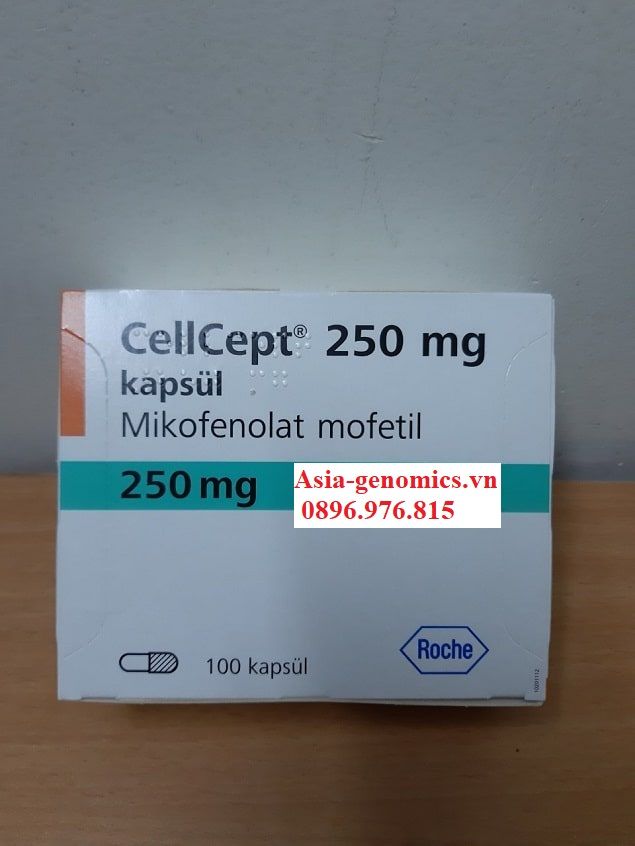 CellCept® 250 mg
kapsül
Mikofenolat mofetil
250 mg
Asia-genomics.vn
0896.976.815
100 kapsül
Roche